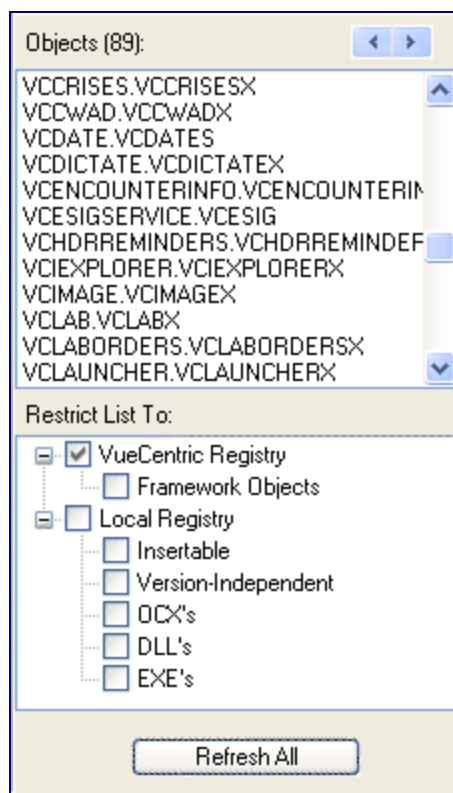 Objects (89):
VCCRISES.VCCRISESX
VCCWAD.VCCWADX
VCDATE.VCDATES
VCDICTATE.VCDICTATEX
VCENCOUNTERINFO.VCENCOUNTERIN
VCESIGSERVICE.VCESIG
VCHDRREMINDERS.VCHDRREMINDER
VCIEXPLORER.VCIEXPLORERX
VCIMAGE.VCIMAGEX
VCLAB.VCLABX
VCLABORDERS.VCLABORDERSX
VCLAUNCHER.VCLAUNCHERX
Restrict List To:
VueCentric Registry
Framework Objects
Local Registry
Insertable
Version-Independent
OCX's
DLL's
EXE's
Refresh All